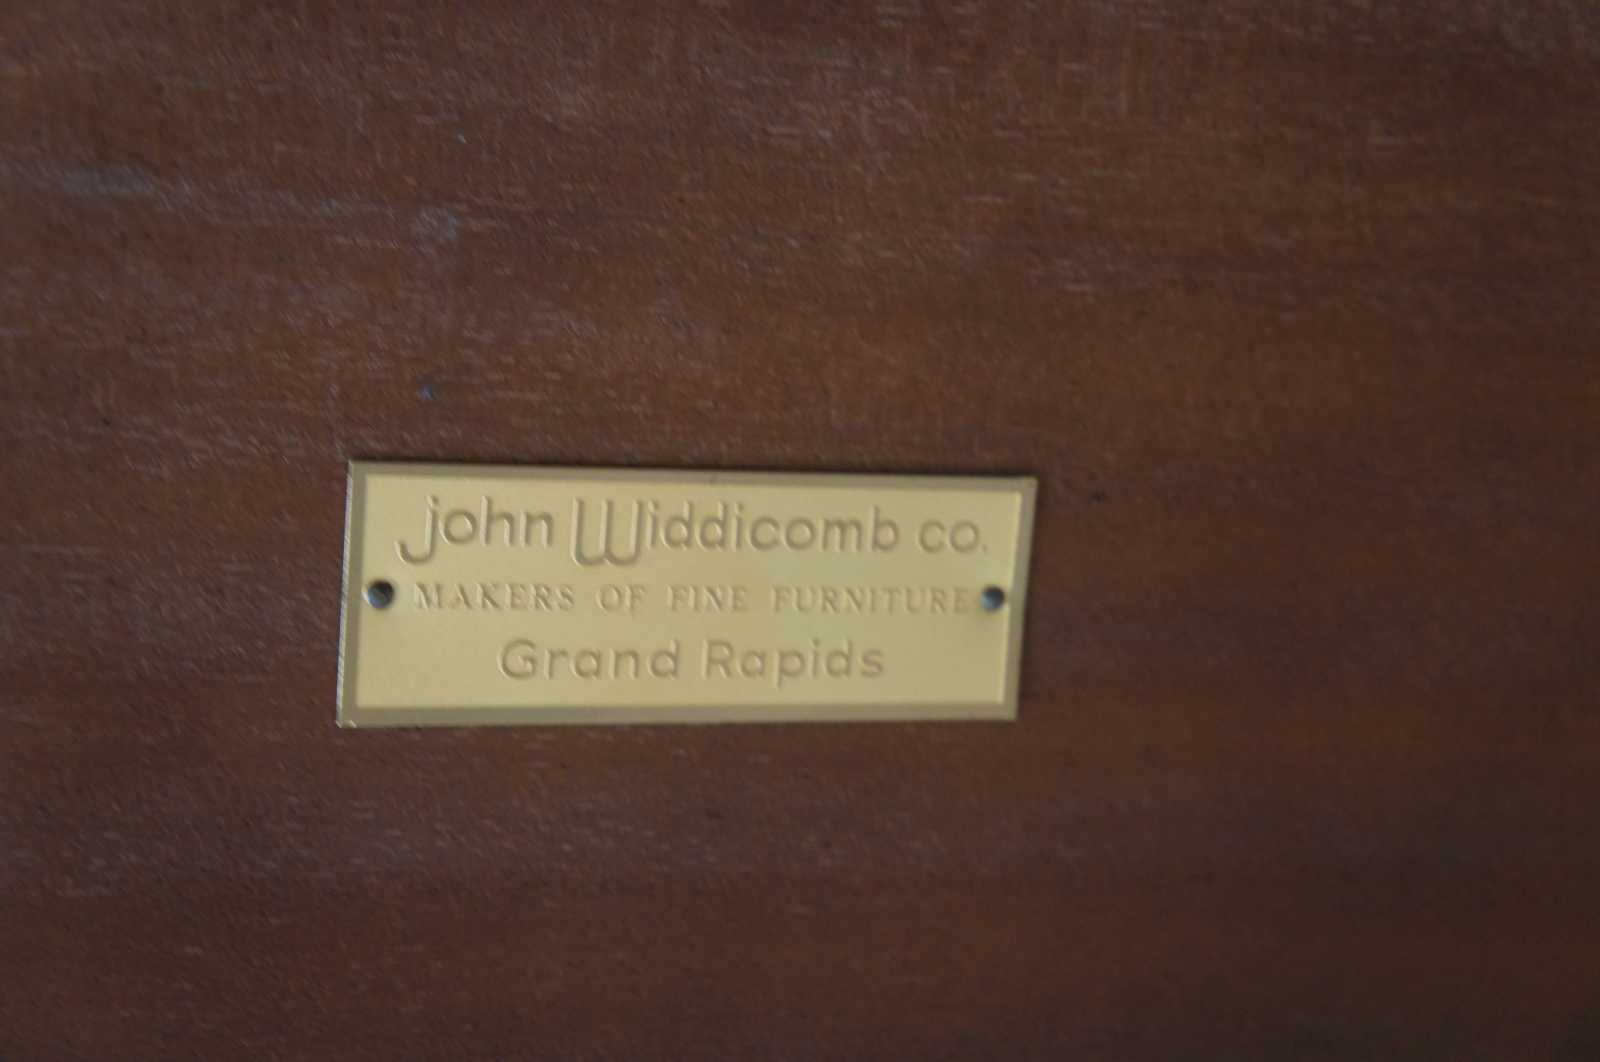 john Widdicomb co.
MAKERS OF FINE FURNITURE
Grand Rapids